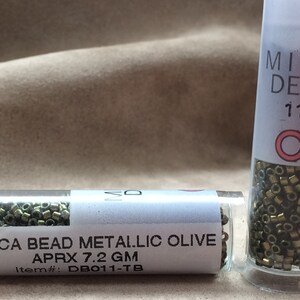 MI
DE
11
M
D
CA BEAD METALLIC OLIVE
APRX 7.2 GM
Item#: DB011-TB